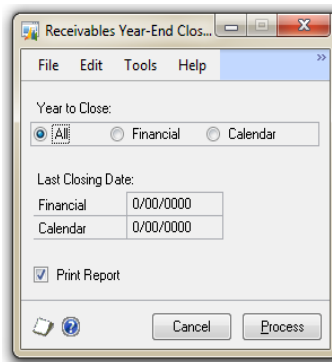 Receivables Year-End Clos...
File Edit Tools Help »
Year to Close:
All Financial Calendar
Last Closing Date:
Financial 0/00/0000
Calendar 0/00/0000
Print Report
Cancel Process